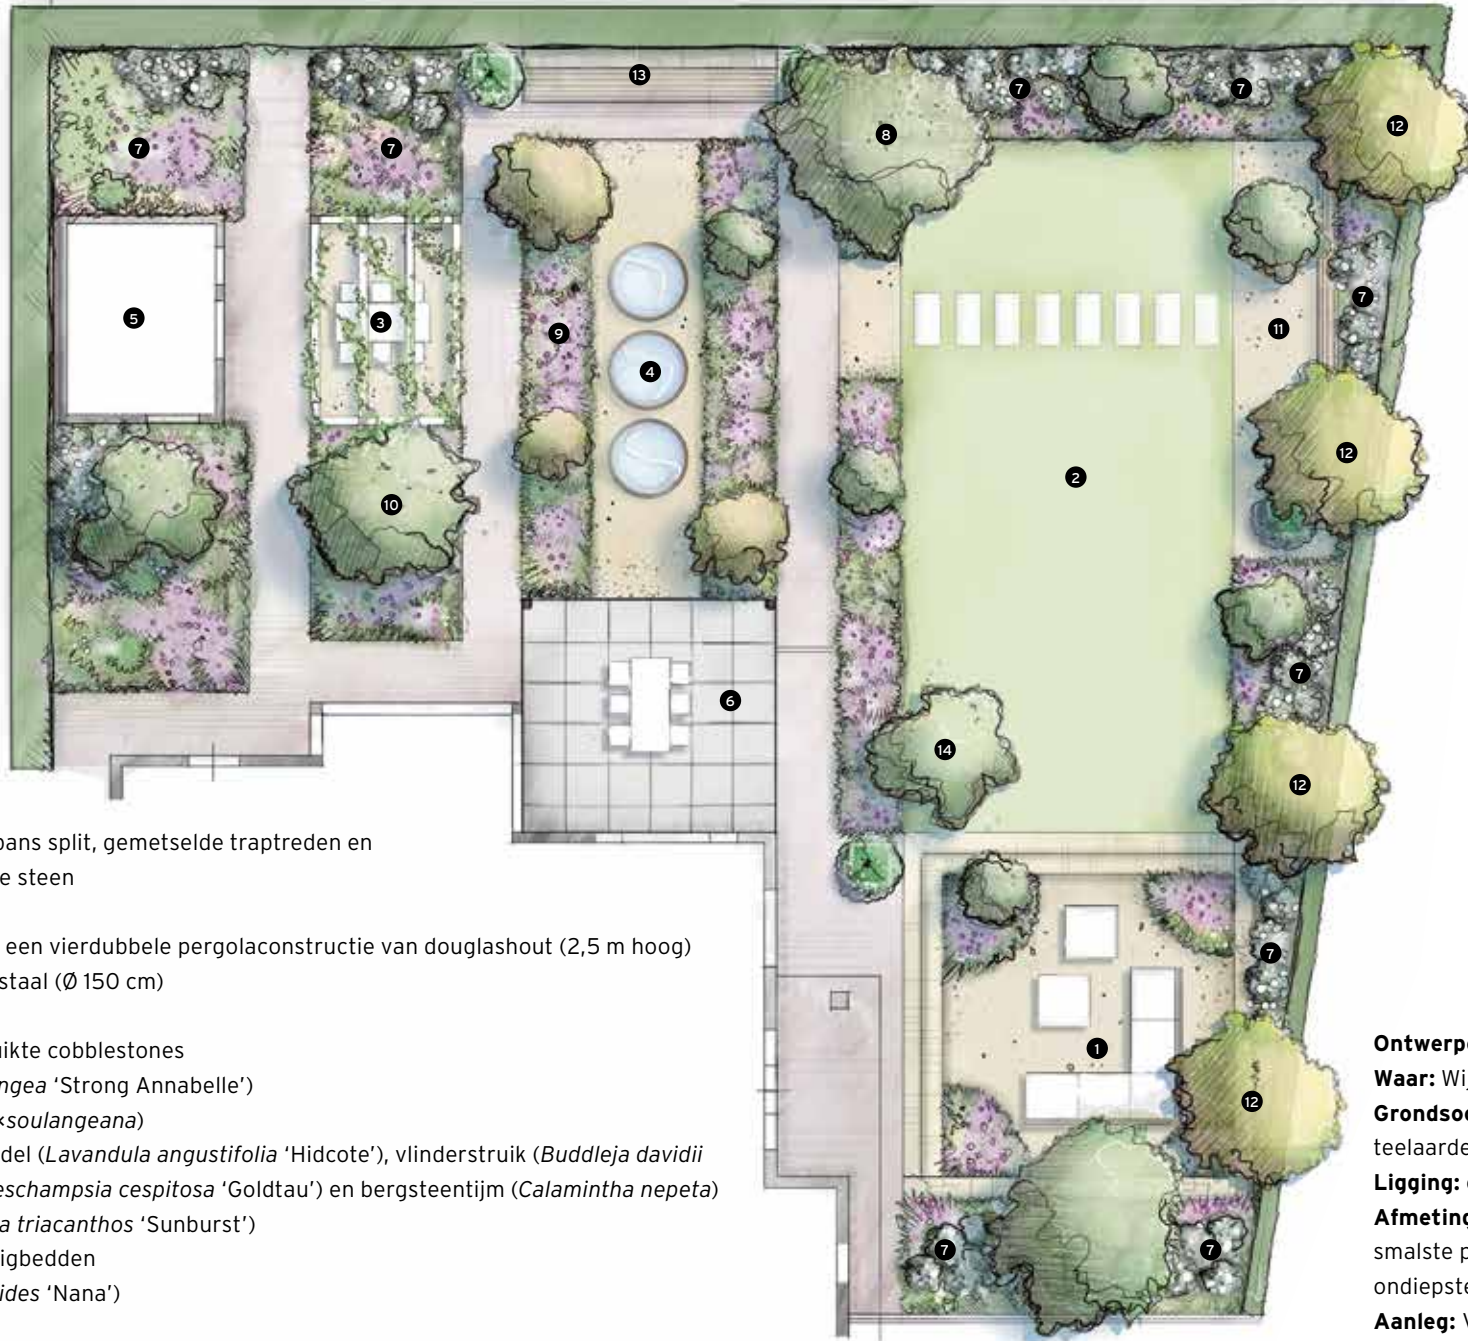 13
7
7
8
7
7
12
5
3
9
4
7
11
12
2
10
6
14
7
12
7
1
12
7
7
pans split, gemetselde traptreden en
e steen
een vierdubbele pergolaconstructie van douglashout (2,5 m hoog)
staal (Ø 150 cm)
uikte cobblestones
ngea ‘Strong Annabelle’)
×soulangeana)
del (Lavandula angustifolia ‘Hidcote’), vlinderstruik (Buddleja davidii
eschampsia cespitosa ‘Goldtau’) en bergsteentijm (Calamintha nepeta)
a triacanthos ‘Sunburst’)
igbedden
ides ‘Nana’)
Ontwerp
Waar: Wij
Grondsoo
teelaarde
Ligging:
Afmeting
smalste p
ondiepste
Aanleg: V